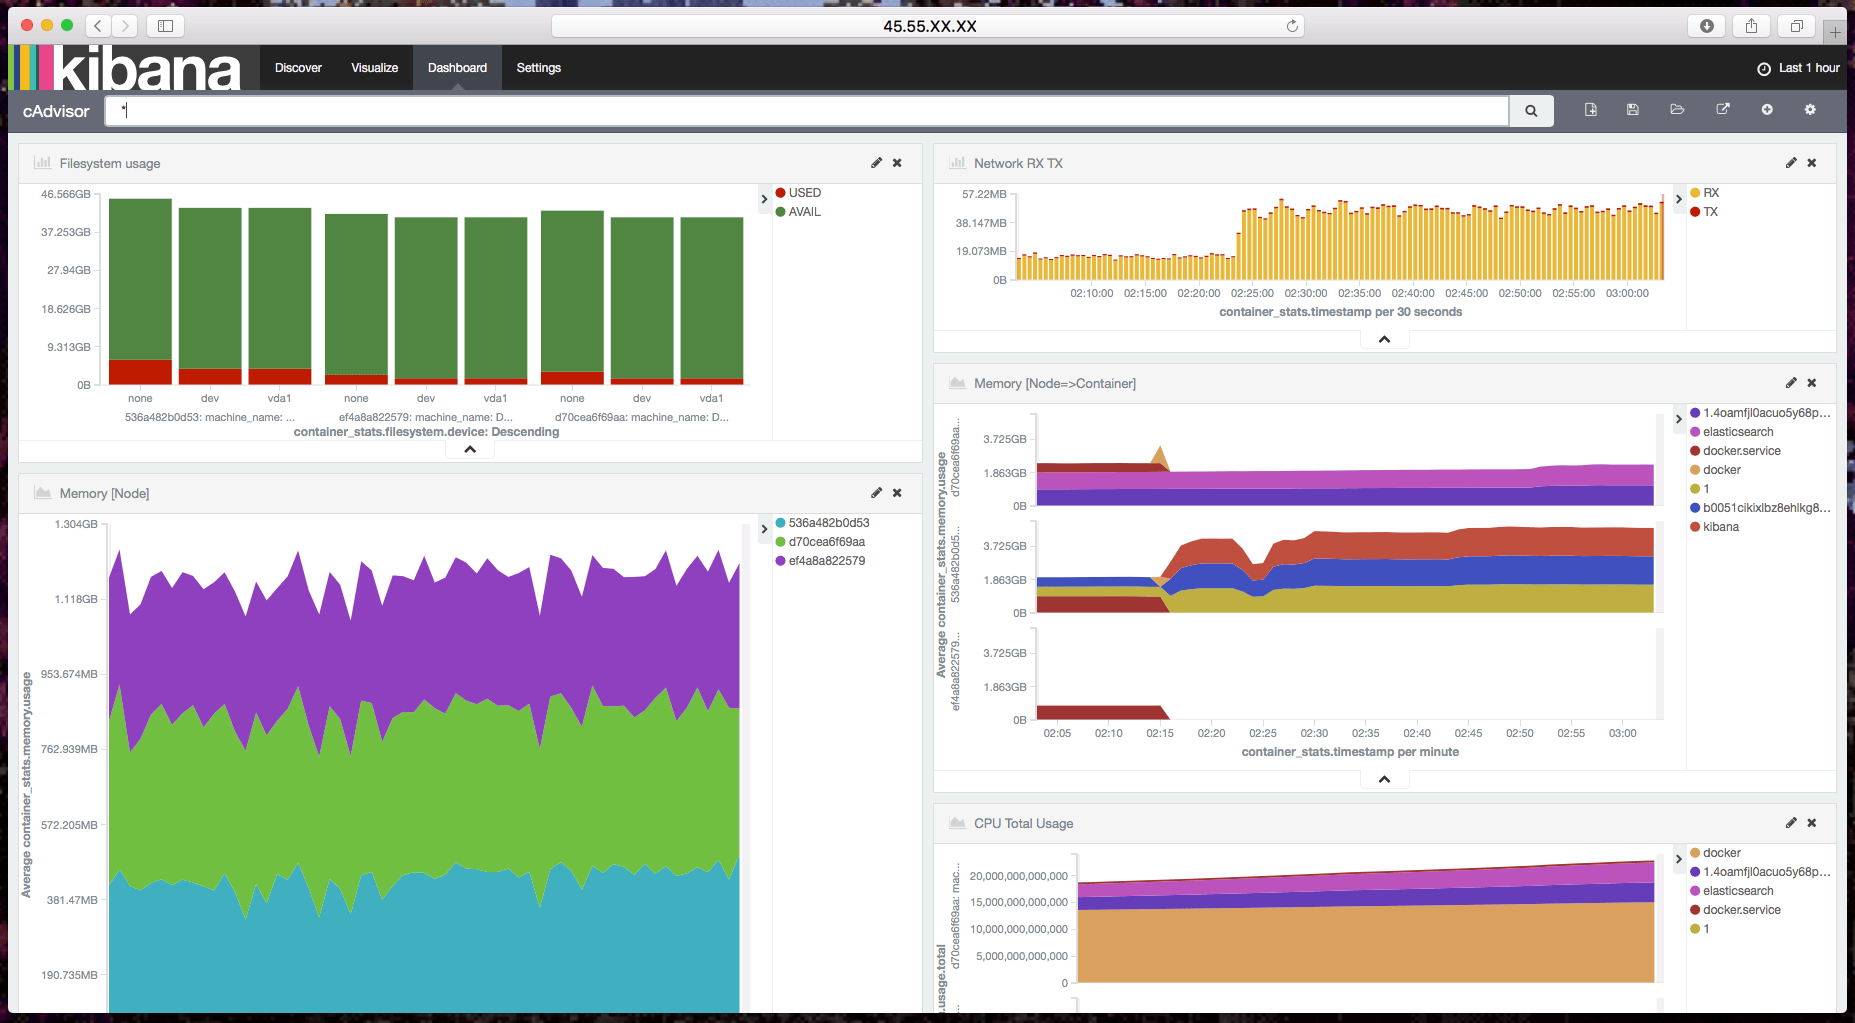 45.55.XX.XX
kibana
Discover Visualize Dashboard Settings
Last 1 hour
cAdvisor
*
Filesystem usage
46.566GB
37.253GB
27.94GB
18.626GB
9.313GB
0B
none dev vda1 none dev vda1 none dev vda1
536a482b0d53: machine_name: ... ef4a8a822579: machine_name: D... d70cea6f69aa: machine_name: D...
container_stats.filesystem.device: Descending
USED
AVAIL
Memory [Node]
Average container_stats.memory.usage
1.304GB
1.118GB
953.674MB
762.939MB
572.205MB
381.47MB
190.735MB
536a482b0d53
d70cea6f69aa
ef4a8a822579
Network RX TX
57.22MB
38.147MB
19.073MB
0B
02:10:00 02:15:00 02:20:00 02:25:00 02:30:00 02:35:00 02:40:00 02:45:00 02:50:00 02:55:00 03:00:00
container_stats.timestamp per 30 seconds
RX
TX
Memory [Node=>Container]
Average container_stats.memory.usage
d70cea6f69aa...
3.725GB
1.863GB
0B
536a482b0d5...
3.725GB
1.863GB
0B
ef4a8a822579...
3.725GB
1.863GB
0B
02:05 02:10 02:15 02:20 02:25 02:30 02:35 02:40 02:45 02:50 02:55 03:00
container_stats.timestamp per minute
1.4oamfjl0acuo5y68p...
elasticsearch
docker.service
docker
1
b0051cikixlbz8ehlkg8...
kibana
CPU Total Usage
.usage.total
d70cea6f69aa: mac...
20,000,000,000,000
15,000,000,000,000
10,000,000,000,000
5,000,000,000,000
0
docker
1.4oamfjl0acuo5y68p...
elasticsearch
docker.service
1